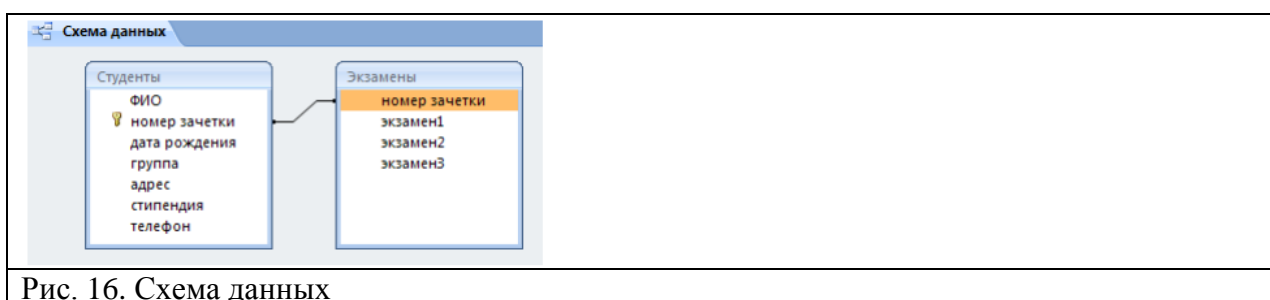 Схема данных
Студенты
ФИО
номер зачетки
дата рождения
группа
адрес
стипендия
телефон
Экзамены
номер зачетки
экзамен1
экзамен2
экзамен3
Рис. 16. Схема данных